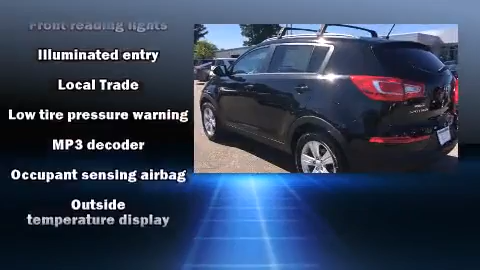 Front reading lights
Illuminated entry
Local Trade
Low tire pressure warning
MP3 decoder
Occupant sensing airbag
Outside
temperature display